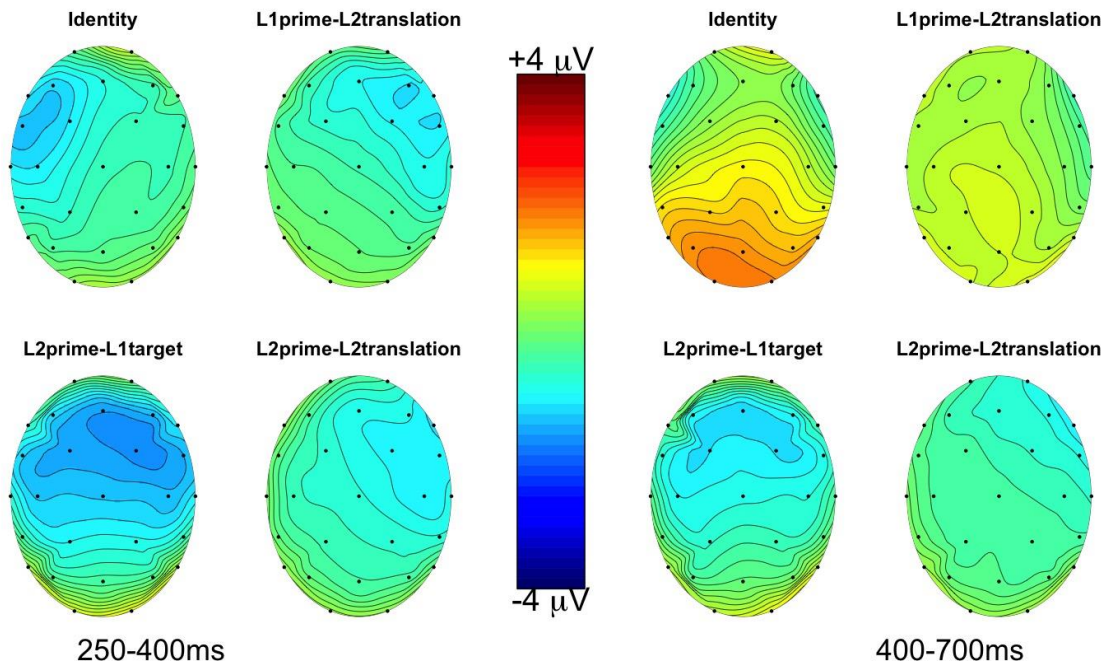 Identity
L1prime-L2translation
L2prime-L1target
L2prime-L2translation
250-400ms
+4 μV
-4 μV
Identity
L1prime-L2translation
L2prime-L1target
L2prime-L2translation
400-700ms